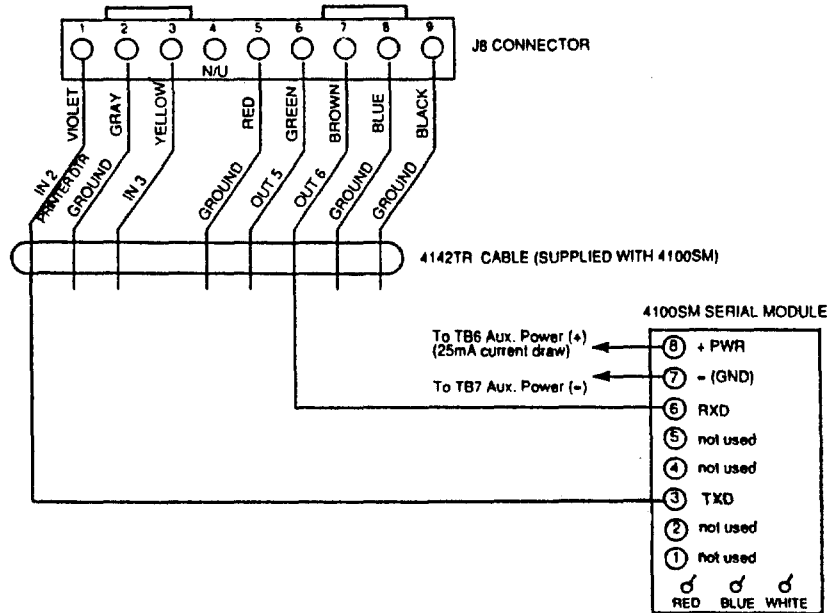 1 2 3 4 5 6 7 8 9
J8 CONNECTOR
N/U
VIOLET
GRAY
YELLOW
RED
GREEN
BROWN
BLUE
BLACK
IN 2
PRINTER DTR
GROUND
IN 3
GROUND
OUT 5
OUT 6
GROUND
GROUND
4142TR CABLE (SUPPLIED WITH 4100SM)
4100SM SERIAL MODULE
To TB6 Aux. Power (+)
(25mA current draw)
8 + PWR
To TB7 Aux. Power (-)
7 - (GND)
6 RXD
5 not used
4 not used
3 TXD
2 not used
1 not used
RED BLUE WHITE